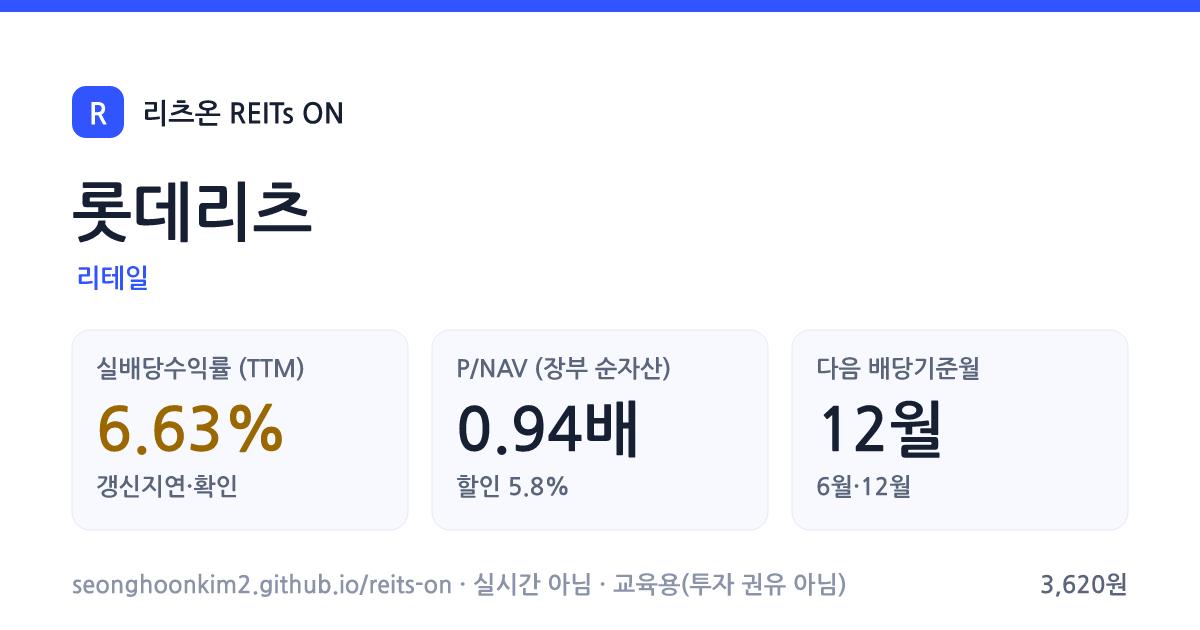 R 리츠온 REITs ON
롯데리츠
리테일
실배당수익률 (TTM)
6.63%
갱신지연·확인
P/NAV (장부 순자산)
0.94배
할인 5.8%
다음 배당기준월
12월
6월·12월
seonghoonkim2.github.io/reits-on · 실시간 아님 · 교육용(투자 권유 아님)
3,620원